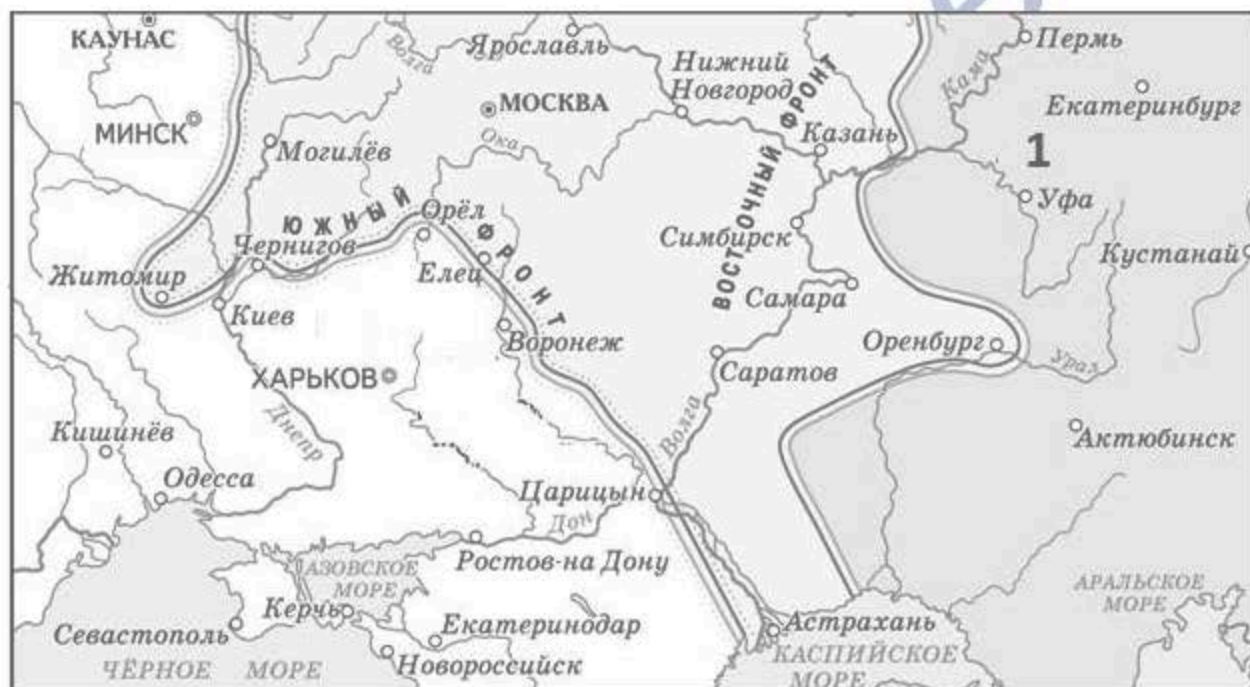 КАУНАС
Волга
Ярославль
Нижний
Новгород
Кама
Пермь
Екатеринбург
МИНСК
МОСКВА
Ока
Казань
1
Могилёв
ЮЖНЫЙ ФРОНТ
ВОСТОЧНЫЙ ФРОНТ
Уфа
Орёл
Чернигов
Симбирск
Кустанай
Житомир
Елец
Самара
Киев
Воронеж
Оренбург
Урал
ХАРЬКОВ
Саратов
Днепр
Волга
Кишинёв
Актюбинск
Одесса
Царицын
Дон
Ростов-на Дону
АЗОВСКОЕ
МОРЕ
АРАЛЬСКОЕ
МОРЕ
Керчь
Севастополь
Екатеринодар
Астрахань
Новороссийск
ЧЁРНОЕ МОРЕ
КАСПИЙСКОЕ
МОРЕ